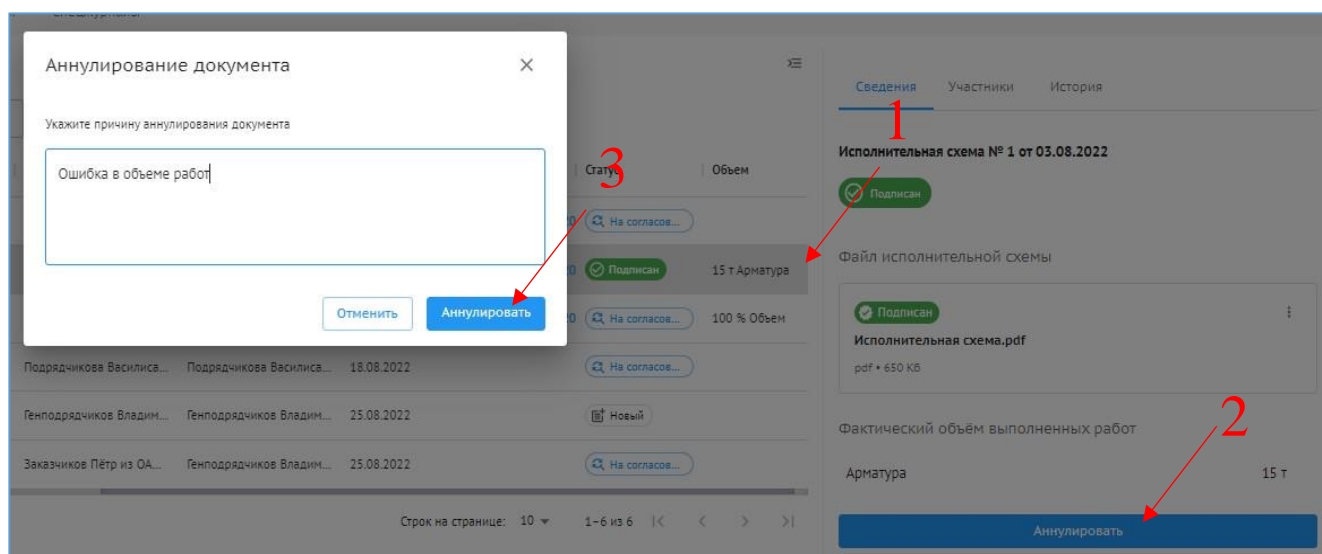 Аннулирование документа
Укажите причину аннулирования документа
Ошибка в объеме работ
Отменить
Аннулировать
3
Объем
20 На согласов...
20 Подписан 15 т Арматура
0 На согласов... 100 % Объем
Подрядчикова Василиса... Подрядчикова Василиса... 18.08.2022 На согласов...
Генподрядчиков Владим... Генподрядчиков Владим... 25.08.2022 Новый
Заказчиков Пётр из ОА... Генподрядчиков Владим... 25.08.2022 На согласов...
Строк на странице: 10 1–6 из 6
Сведения Участники История
1
Исполнительная схема № 1 от 03.08.2022
Подписан
Файл исполнительной схемы
Подписан
Исполнительная схема.pdf
pdf • 650 КБ
2
Фактический объём выполненных работ
Арматура 15 т
Аннулировать